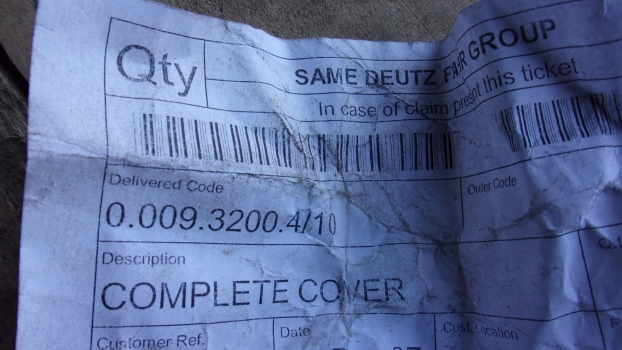 Qty
SAME DEUTZ FAHR GROUP
In case of claim present this ticket
Delivered Code
Order Code
0.009.3200.4/10
Description
COMPLETE COVER
Customer Ref.
Date
Cust. Location